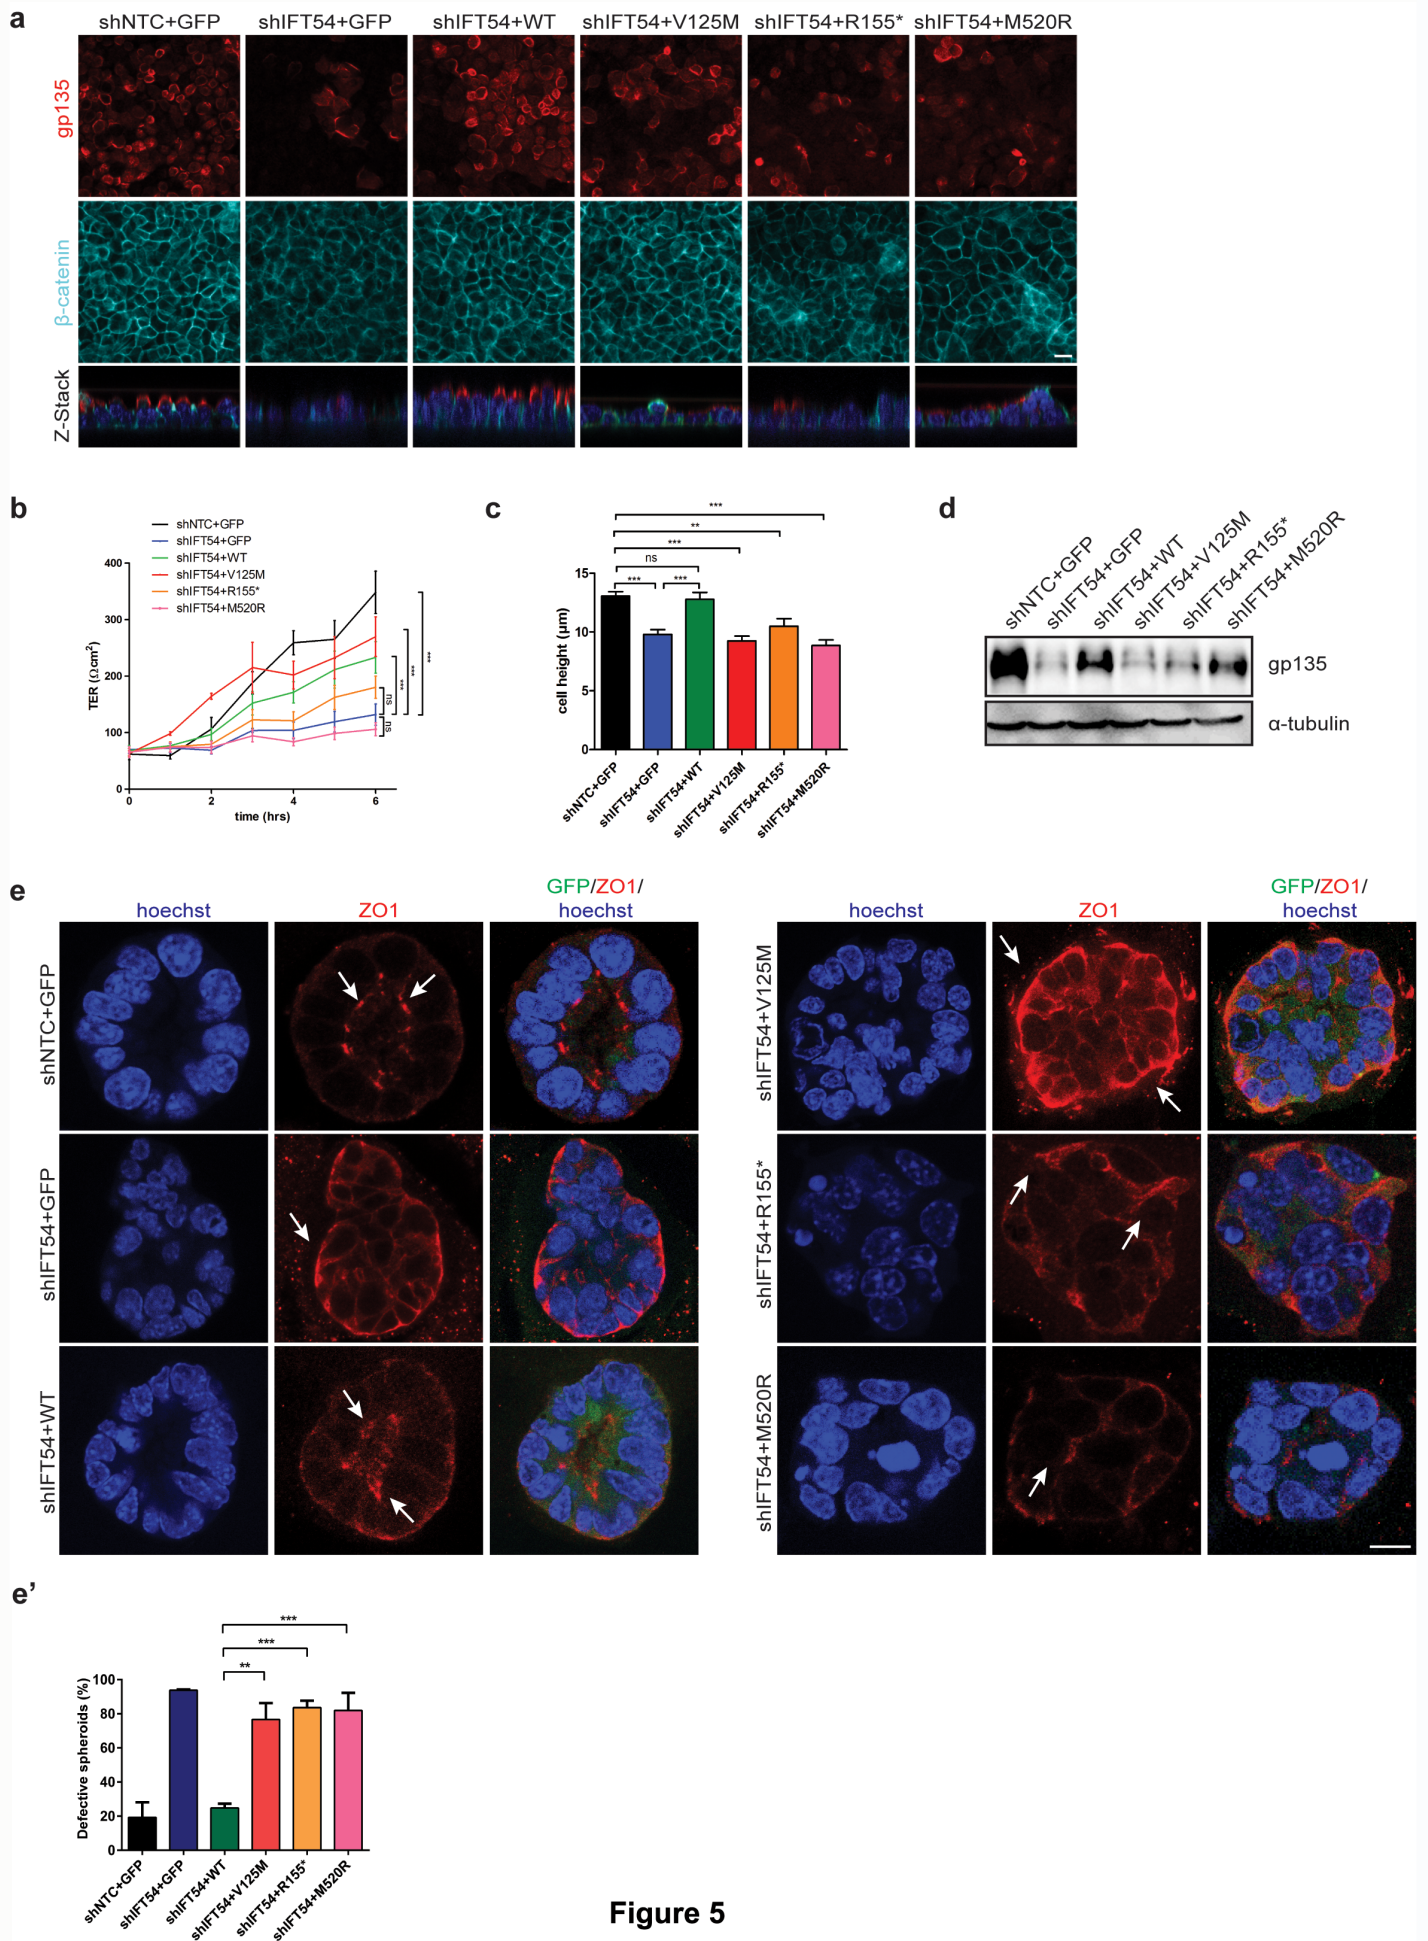 a
shNTC+GFP shIFT54+GFP shIFT54+WT shIFT54+V125M shIFT54+R155* shIFT54+M520R
gp135
β-catenin
Z-Stack
b
shNTC+GFP
shIFT54+GFP
shIFT54+WT
shIFT54+V125M
shIFT54+R155*
shIFT54+M520R
TER (Ωcm²)
400
300
200
100
0
0 2 4 6
time (hrs)
ns
ns
***
***
***
c
***
**
***
ns
*** ***
cell height (µm)
15
10
5
0
shNTC+GFP
shIFT54+GFP
shIFT54+WT
shIFT54+V125M
shIFT54+R155*
shIFT54+M520R
d
shNTC+GFP
shIFT54+GFP
shIFT54+WT
shIFT54+V125M
shIFT54+R155*
shIFT54+M520R
gp135
α-tubulin
e
hoechst
ZO1
GFP/ZO1/
hoechst
shNTC+GFP
shIFT54+GFP
shIFT54+WT
hoechst
ZO1
GFP/ZO1/
hoechst
shIFT54+V125M
shIFT54+R155*
shIFT54+M520R
e’
***
***
**
Defective spheroids (%)
100
80
60
40
20
0
shNTC+GFP
shIFT54+GFP
shIFT54+WT
shIFT54+V125M
shIFT54+R155*
shIFT54+M520R
Figure 5